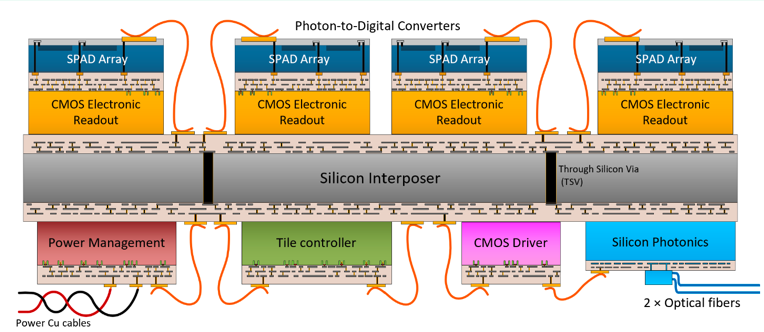 Photon-to-Digital Converters
SPAD Array
SPAD Array
SPAD Array
SPAD Array
CMOS Electronic
Readout
CMOS Electronic
Readout
CMOS Electronic
Readout
CMOS Electronic
Readout
Silicon Interposer
Through Silicon Via
(TSV)
Power Management
Tile controller
CMOS Driver
Silicon Photonics
2 × Optical fibers
Power Cu cables